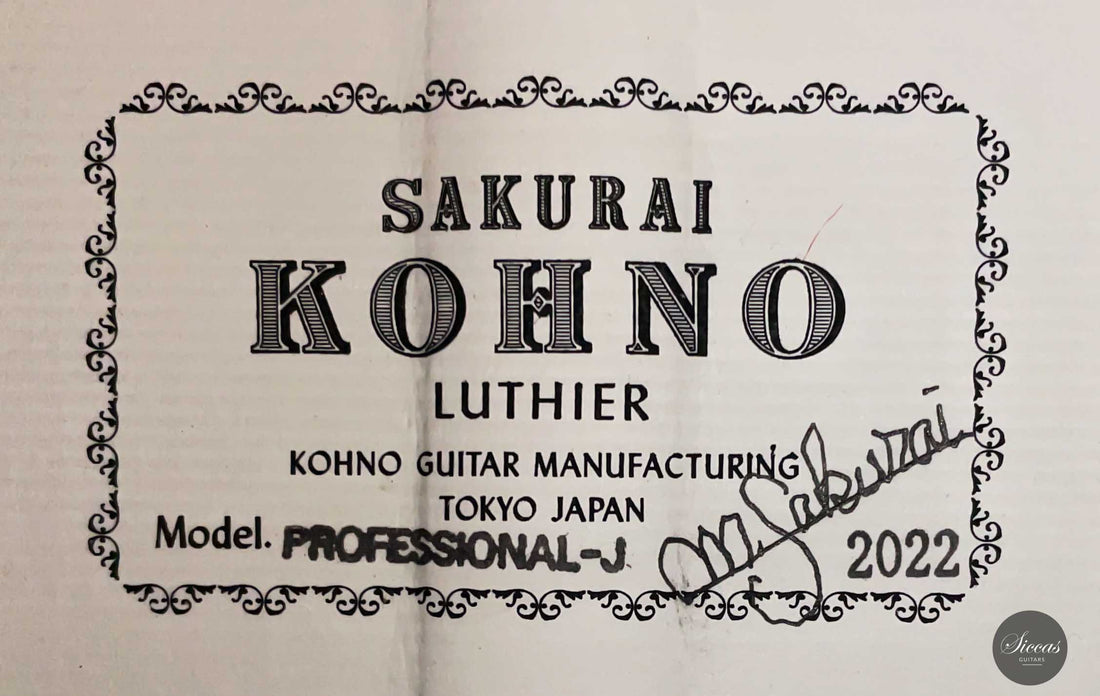 SAKURAI
KOHNO
LUTHIER
KOHNO GUITAR MANUFACTURING
TOKYO JAPAN
Model. PROFESSIONAL-J
M. Sakurai
2022
Siccas
GUITARS